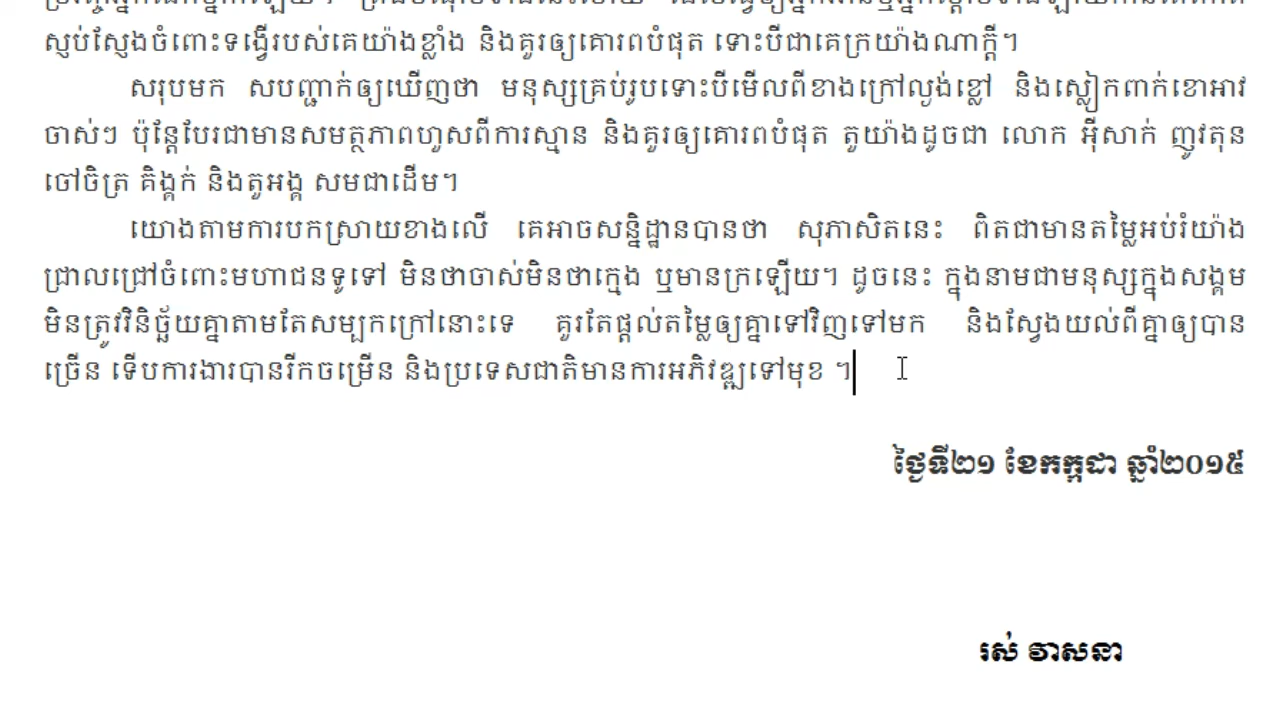 ស្ញប់ស្ញែងចំពោះទង្វើរបស់គេយ៉ាងខ្លាំង និងគួរឲ្យគោរពបំផុត ទោះបីជាគេក្រយ៉ាងណាក្តី។
សរុបមក សបញ្ជាក់ឲ្យឃើញថា មនុស្សគ្រប់រូបទោះបីមើលពីខាងក្រៅល្ងង់ខ្លៅ និងស្លៀកពាក់ខោអាវ
ចាស់ៗ ប៉ុន្តែបែរជាមានសមត្ថភាពហួសពីការស្មាន និងគួរឲ្យគោរពបំផុត តួយ៉ាងដូចជា លោក អ៊ីសាក់ ញូវតុន
ចៅចិត្រ គិង្គក់ និងតួអង្គ សមជាដើម។
យោងតាមការបកស្រាយខាងលើ គេអាចសន្និដ្ឋានបានថា សុភាសិតនេះ ពិតជាមានតម្លៃអប់រំយ៉ាង
ជ្រាលជ្រៅចំពោះមហាជនទូទៅ មិនថាចាស់មិនថាក្មេង ឬមានក្រឡើយ។ ដូចនេះ ក្នុងនាមជាមនុស្សក្នុងសង្គម
មិនត្រូវវិនិច្ឆ័យគ្នាតាមតែសម្បកក្រៅនោះទេ គួរតែផ្តល់តម្លៃឲ្យគ្នាទៅវិញទៅមក និងស្វែងយល់ពីគ្នាឲ្យបាន
ច្រើន ទើបការងារបានរីកចម្រើន និងប្រទេសជាតិមានការអភិវឌ្ឍទៅមុខ ។
ថ្ងៃទី២១ ខែកក្កដា ឆ្នាំ២០១៥
រស់ វាសនា